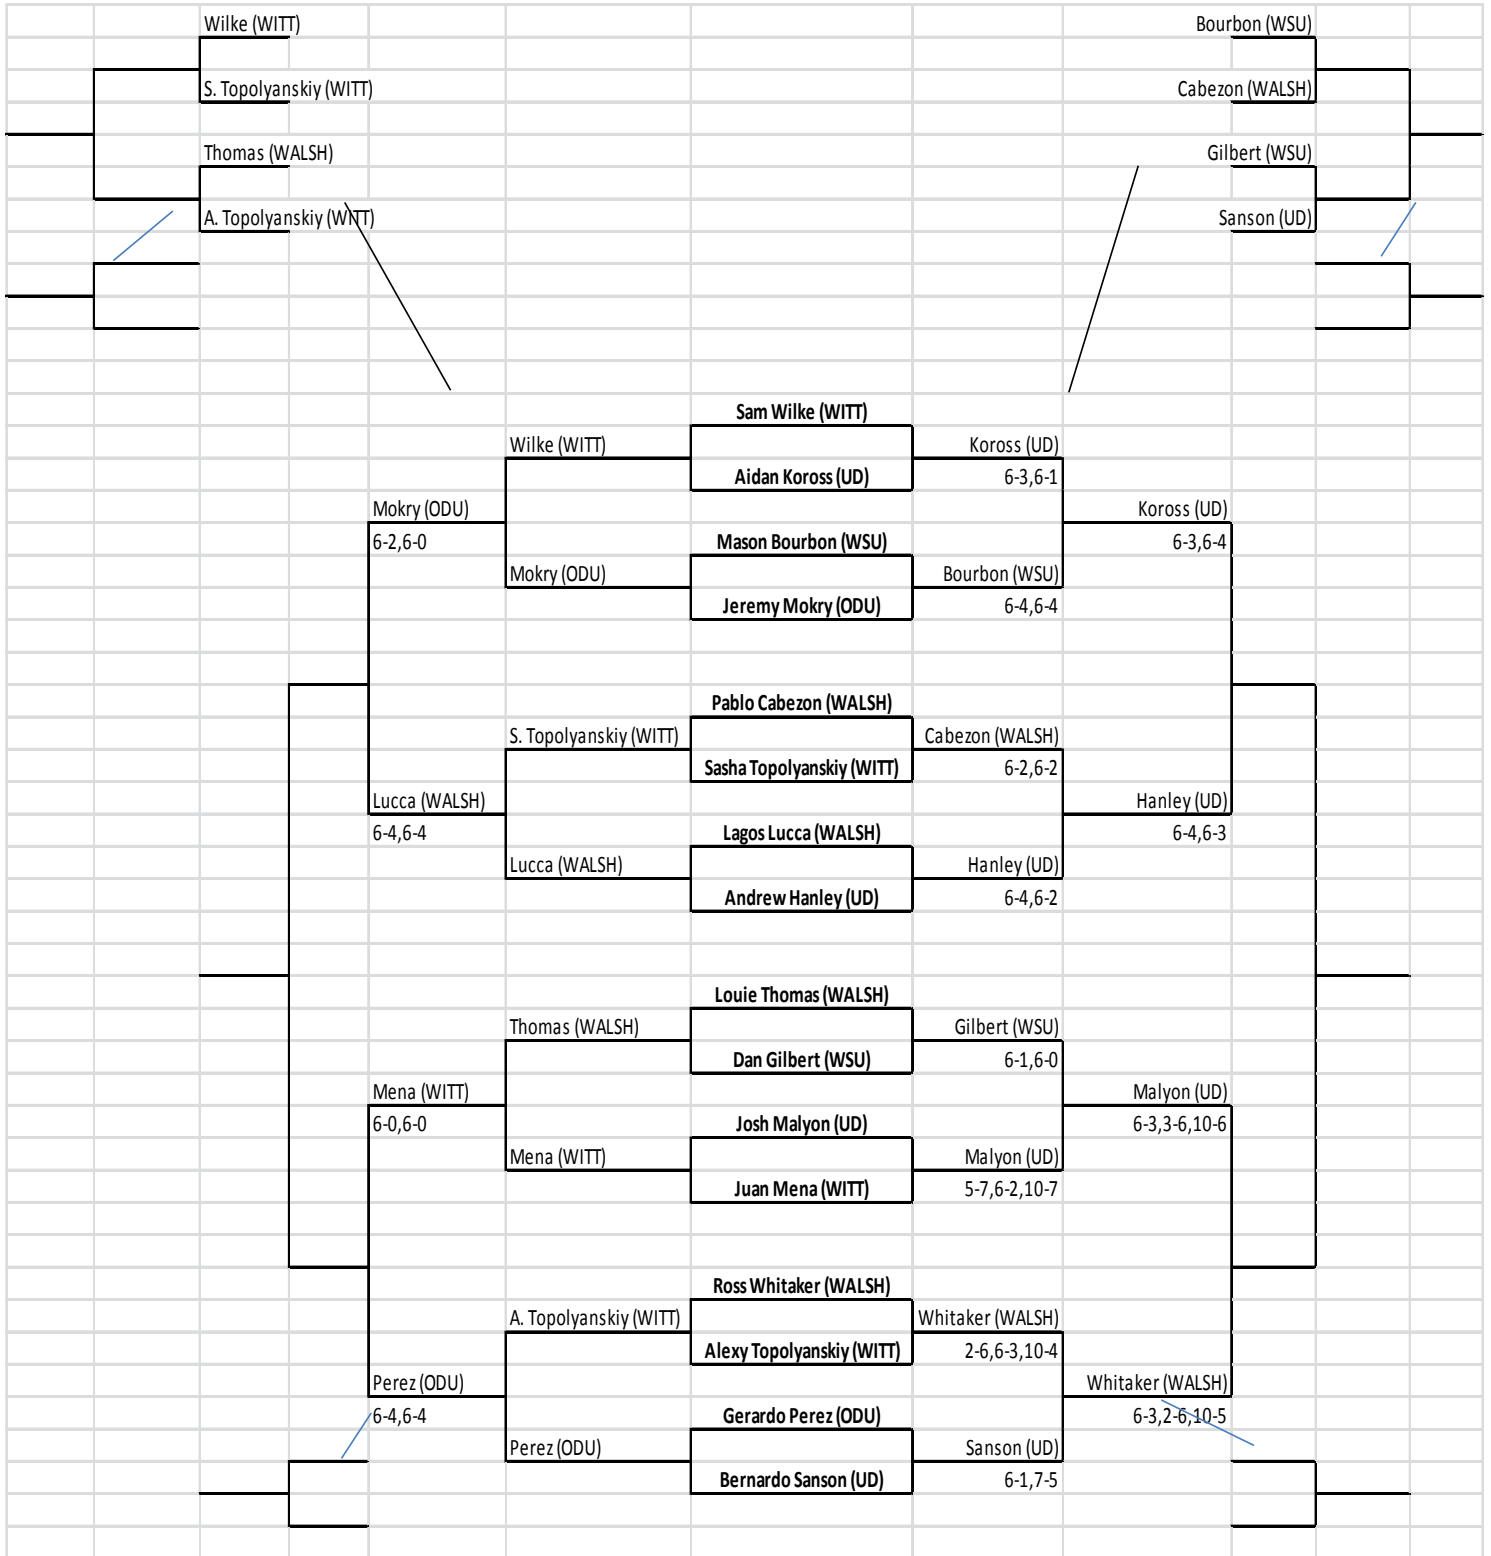 Wilke (WITT)
Bourbon (WSU)
S. Topolyanskiy (WITT)
Cabezon (WALSH)
Thomas (WALSH)
Gilbert (WSU)
A. Topolyanskiy (WITT)
Sanson (UD)
Sam Wilke (WITT)
Wilke (WITT)
Koross (UD)
Aidan Koross (UD)
6-3,6-1
Mokry (ODU)
Koross (UD)
6-2,6-0
Mason Bourbon (WSU)
6-3,6-4
Mokry (ODU)
Bourbon (WSU)
Jeremy Mokry (ODU)
6-4,6-4
Pablo Cabezon (WALSH)
S. Topolyanskiy (WITT)
Cabezon (WALSH)
Sasha Topolyanskiy (WITT)
6-2,6-2
Lucca (WALSH)
Hanley (UD)
6-4,6-4
Lagos Lucca (WALSH)
6-4,6-3
Lucca (WALSH)
Hanley (UD)
Andrew Hanley (UD)
6-4,6-2
Louie Thomas (WALSH)
Thomas (WALSH)
Gilbert (WSU)
Dan Gilbert (WSU)
6-1,6-0
Mena (WITT)
Malyon (UD)
6-0,6-0
Josh Malyon (UD)
6-3,3-6,10-6
Mena (WITT)
Malyon (UD)
Juan Mena (WITT)
5-7,6-2,10-7
Ross Whitaker (WALSH)
A. Topolyanskiy (WITT)
Whitaker (WALSH)
Alexy Topolyanskiy (WITT)
2-6,6-3,10-4
Perez (ODU)
Whitaker (WALSH)
6-4,6-4
Gerardo Perez (ODU)
6-3,2-6,10-5
Perez (ODU)
Sanson (UD)
Bernardo Sanson (UD)
6-1,7-5